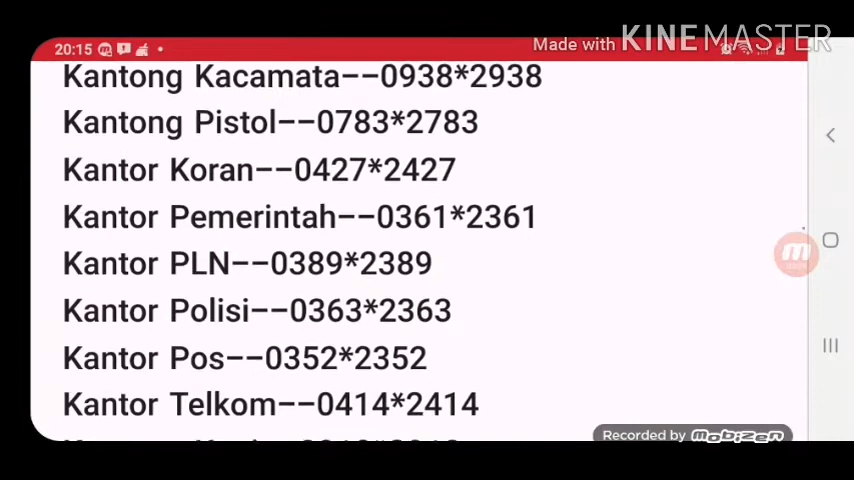 20:15
Made with KINEMASTER
Kantong Kacamata––0938*2938
Kantong Pistol––0783*2783
Kantor Koran––0427*2427
Kantor Pemerintah––0361*2361
Kantor PLN––0389*2389
Kantor Polisi––0363*2363
Kantor Pos––0352*2352
Kantor Telkom––0414*2414
Recorded by Mobizen